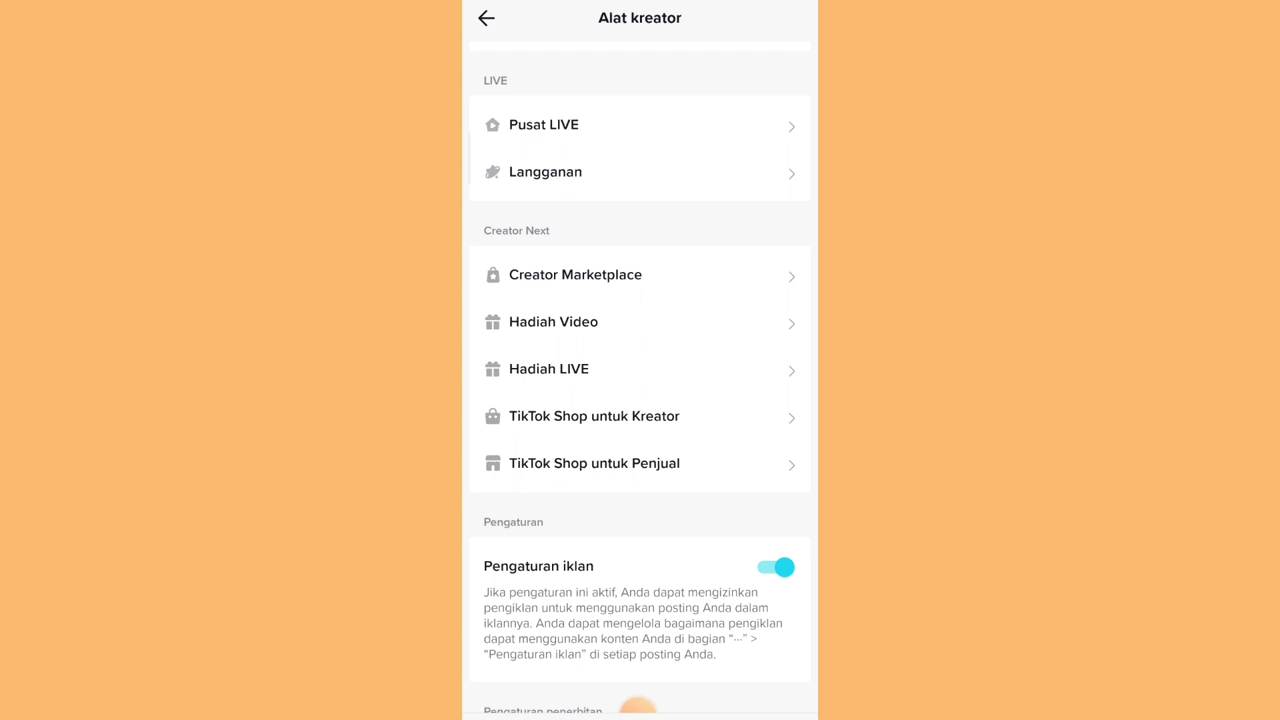 Alat kreator
LIVE
Pusat LIVE
Langganan
Creator Next
Creator Marketplace
Hadiah Video
Hadiah LIVE
TikTok Shop untuk Kreator
TikTok Shop untuk Penjual
Pengaturan
Pengaturan iklan
Jika pengaturan ini aktif, Anda dapat mengizinkan
pengiklan untuk menggunakan posting Anda dalam
iklannya. Anda dapat mengelola bagaimana pengiklan
dapat menggunakan konten Anda di bagian “···” >
“Pengaturan iklan” di setiap posting Anda.
Pengaturan penerbitan